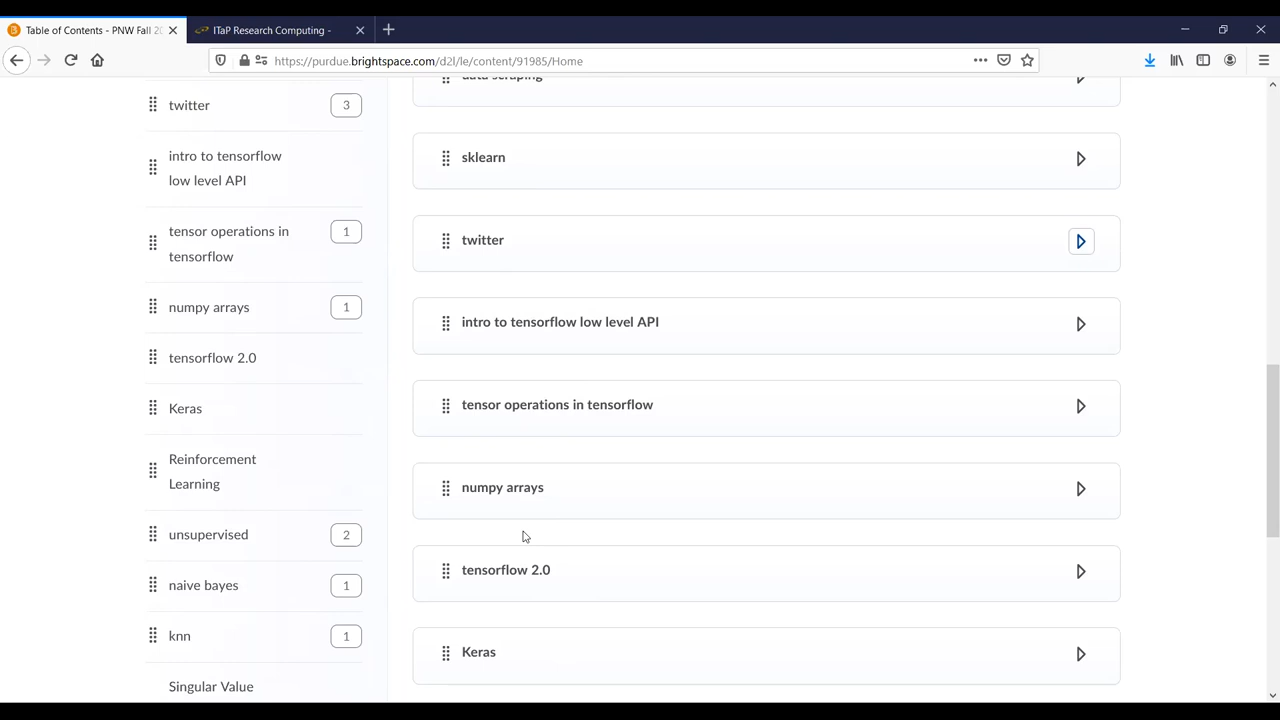 Table of Contents - PNW Fall 20
ITaP Research Computing -
https://purdue.brightspace.com/d2l/le/content/91985/Home
twitter
3
intro to tensorflow
low level API
tensor operations in
tensorflow
1
numpy arrays
1
tensorflow 2.0
Keras
Reinforcement
Learning
unsupervised
2
naive bayes
1
knn
1
Singular Value
data scraping
sklearn
twitter
intro to tensorflow low level API
tensor operations in tensorflow
numpy arrays
tensorflow 2.0
Keras